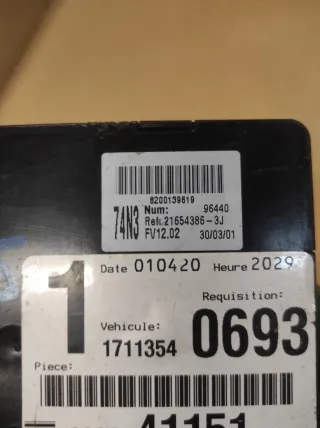 8200139619
74N3
Num: 96440
Ref: 21654386-3J
FV12.02 30/03/01
1
Date 010420 Heure 2029
Requisition:
Vehicule: 0693
1711354
Piece:
41151